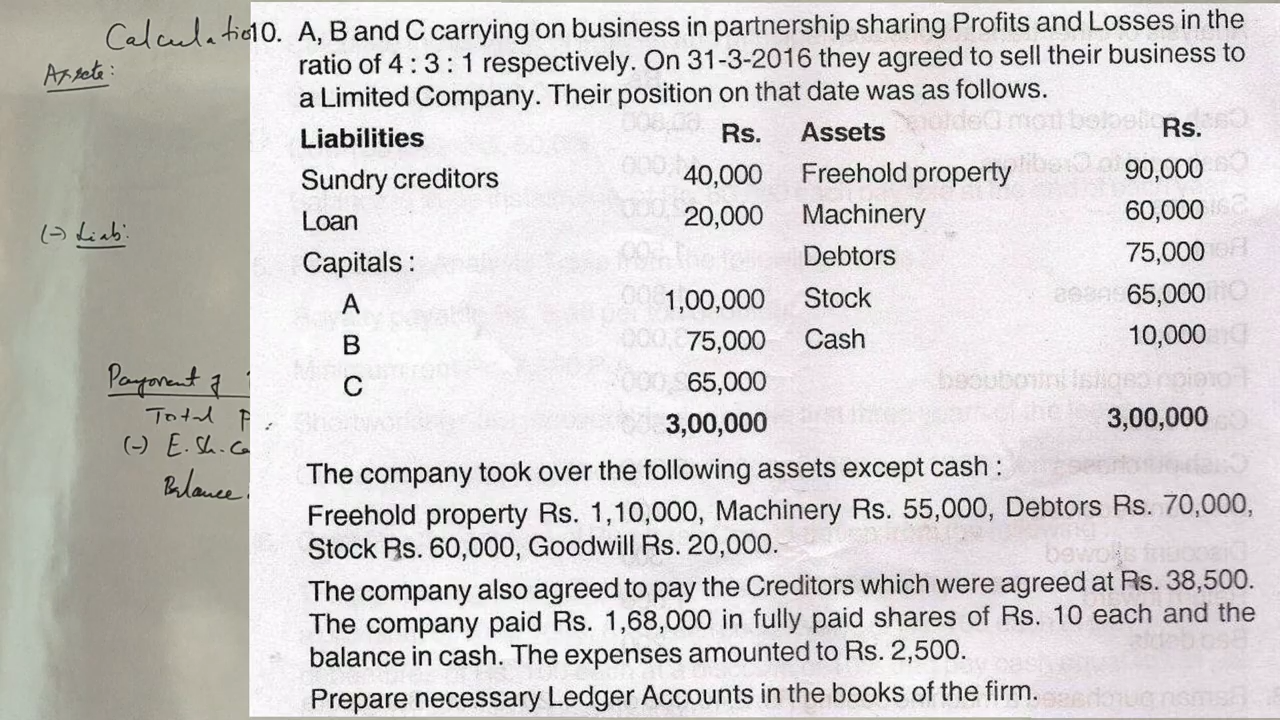 Calculatio
Assets:
(-) Liab:
Payment of
Total P
(-) E. Sh. Ca
Balance.
10. A, B and C carrying on business in partnership sharing Profits and Losses in the
ratio of 4 : 3 : 1 respectively. On 31-3-2016 they agreed to sell their business to
a Limited Company. Their position on that date was as follows.
Liabilities Rs. Assets Rs.
Sundry creditors 40,000 Freehold property 90,000
Loan 20,000 Machinery 60,000
Capitals : Debtors 75,000
A 1,00,000 Stock 65,000
B 75,000 Cash 10,000
C 65,000
3,00,000 3,00,000
The company took over the following assets except cash :
Freehold property Rs. 1,10,000, Machinery Rs. 55,000, Debtors Rs. 70,000,
Stock Rs. 60,000, Goodwill Rs. 20,000.
The company also agreed to pay the Creditors which were agreed at Rs. 38,500.
The company paid Rs. 1,68,000 in fully paid shares of Rs. 10 each and the
balance in cash. The expenses amounted to Rs. 2,500.
Prepare necessary Ledger Accounts in the books of the firm.